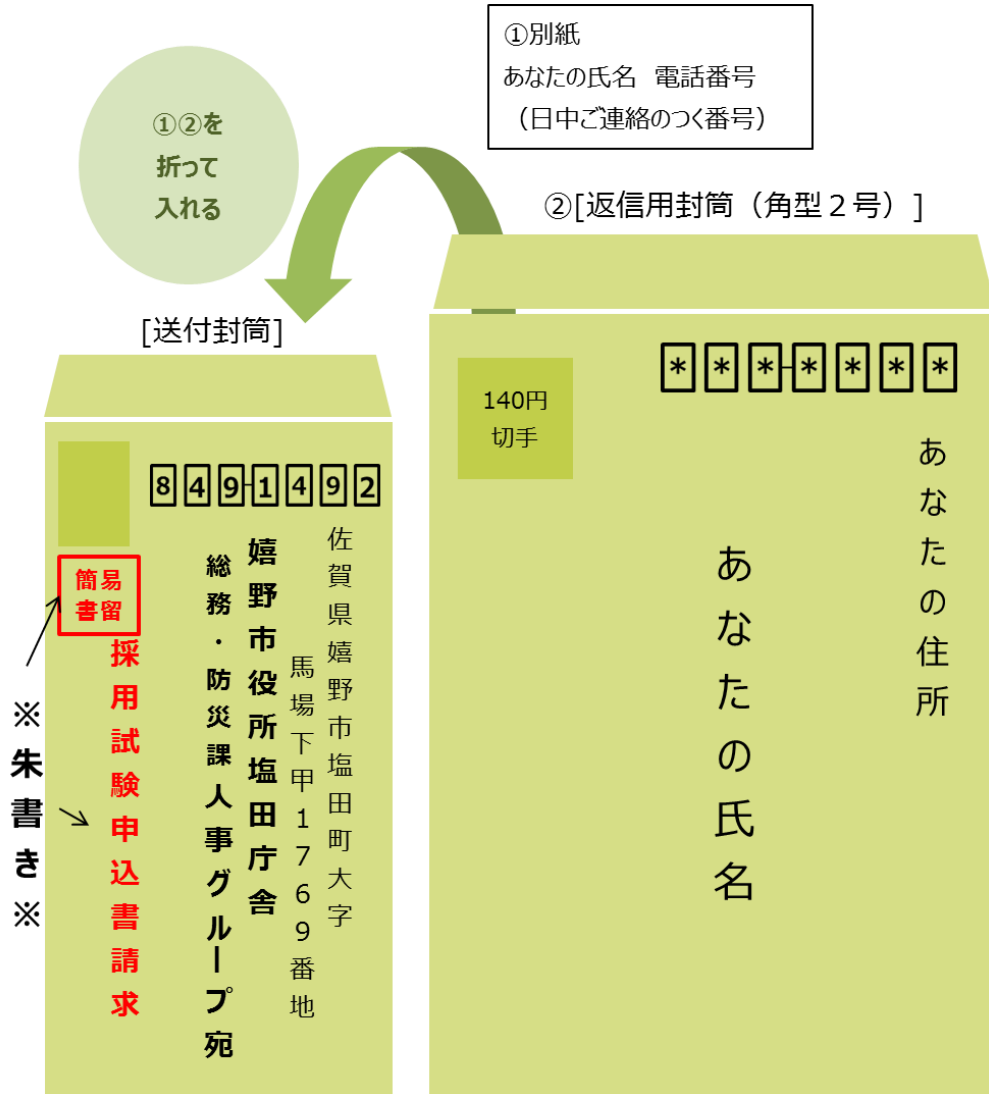 ①別紙
あなたの氏名 電話番号
（日中ご連絡のつく番号）
①②を
折って
入れる
②[返信用封筒（角型２号）]
140円
切手
***-****
あなたの住所
あなたの氏名
[送付封筒]
849-1492
佐賀県嬉野市塩田町大字
馬場下甲1769番地
嬉野市役所塩田庁舎
総務・防災課人事グループ宛
簡易
書留
採用試験申込書請求
※朱書き※